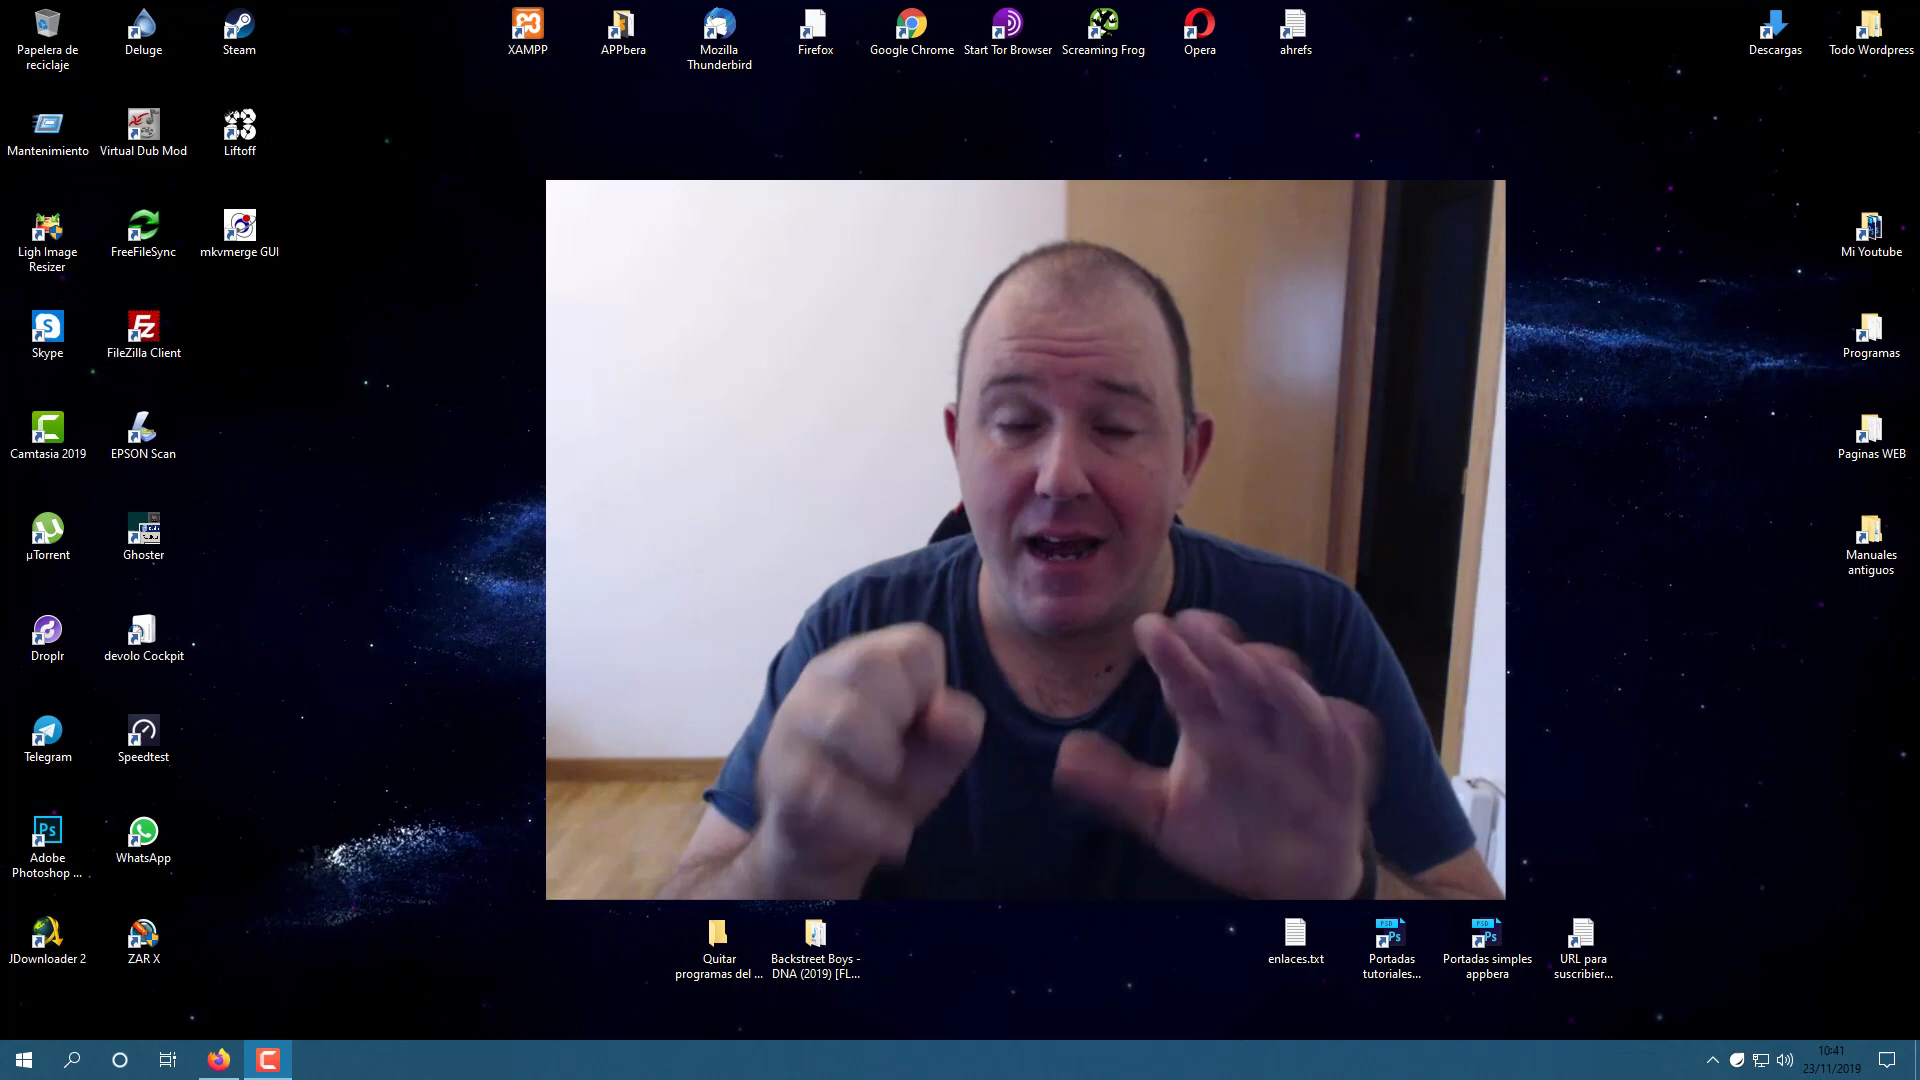 Papelera de
reciclaje
Deluge
Steam
XAMPP
APPbera
Mozilla
Thunderbird
Firefox
Google Chrome
Start Tor Browser
Screaming Frog
Opera
ahrefs
Descargas
Todo Wordpress
Mantenimiento
Virtual Dub Mod
Liftoff
Ligh Image
Resizer
FreeFileSync
mkvmerge GUI
Mi Youtube
Skype
FileZilla Client
Programas
Camtasia 2019
EPSON Scan
Paginas WEB
µTorrent
Ghoster
Manuales
antiguos
Droplr
devolo Cockpit
Telegram
Speedtest
Adobe
Photoshop ...
WhatsApp
JDownloader 2
ZAR X
Quitar
programas del ...
Backstreet Boys -
DNA (2019) [FL...
enlaces.txt
Portadas
tutoriales...
Portadas simples
appbera
URL para
suscribier...
10:41
23/11/2019